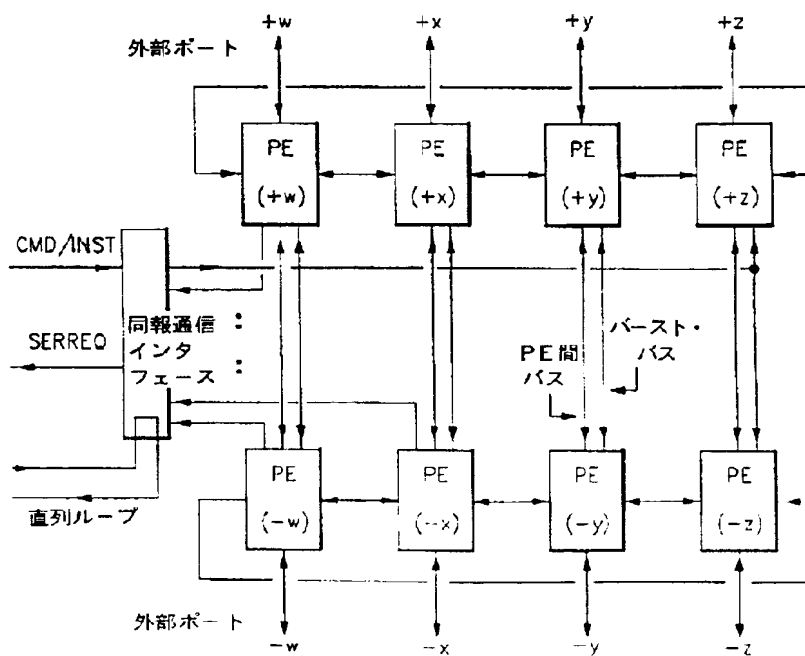 +w
+x
+y
+z
外部ポート
PE
(+w)
PE
(+x)
PE
(+y)
PE
(+z)
CMD/INST
同報通信
インタ
フェース
SERREQ
バースト・
バス
PE間
バス
PE
(-w)
PE
(-x)
PE
(-y)
PE
(-z)
直列ループ
外部ポート
-w
-x
-y
-z